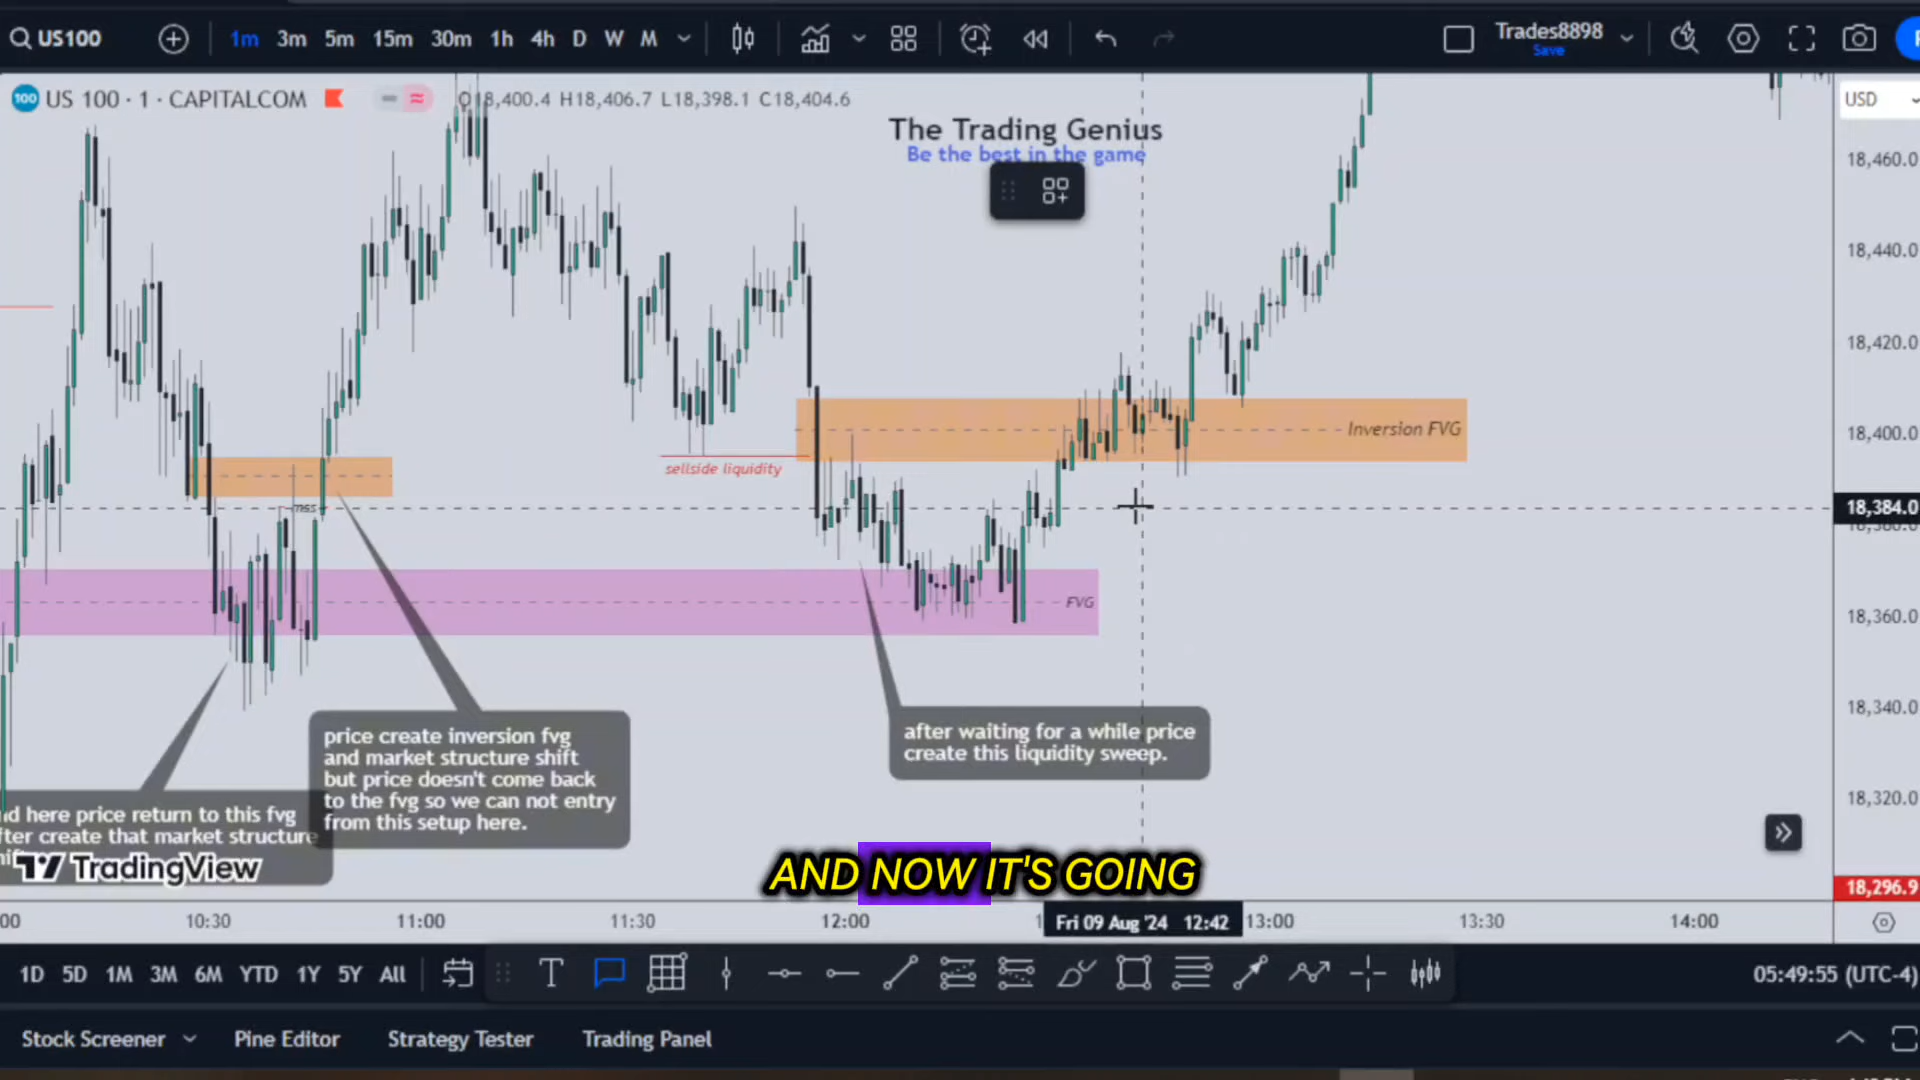 US100
1m 3m 5m 15m 30m 1h 4h D W M
Trades8898
Save
100 US 100 · 1 · CAPITALCOM
O18,400.4 H18,406.7 L18,398.1 C18,404.6
USD
The Trading Genius
Be the best in the game
18,460.0
18,440.0
18,420.0
18,400.0
18,384.0
18,360.0
18,340.0
18,320.0
18,296.9
Inversion FVG
sellside liquidity
mss
FVG
price create inversion fvg
and market structure shift
but price doesn't come back
to the fvg so we can not entry
from this setup here.
after waiting for a while price
create this liquidity sweep.
d here price return to this fvg
fter create that market structure
TradingView
AND NOW IT'S GOING
:00 10:30 11:00 11:30 12:00 Fri 09 Aug '24 12:42 13:00 13:30 14:00
1D 5D 1M 3M 6M YTD 1Y 5Y All
05:49:55 (UTC-4)
Stock Screener Pine Editor Strategy Tester Trading Panel